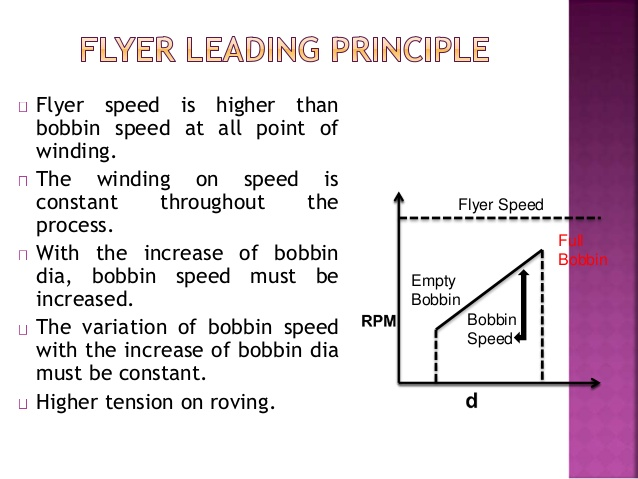 FLYER LEADING PRINCIPLE
Flyer speed is higher than
bobbin speed at all point of
winding.
The winding on speed is
constant throughout the
process.
With the increase of bobbin
dia, bobbin speed must be
increased.
The variation of bobbin speed
with the increase of bobbin dia
must be constant.
Higher tension on roving.
Flyer Speed
Full
Bobbin
Empty
Bobbin
Bobbin
Speed
RPM
d